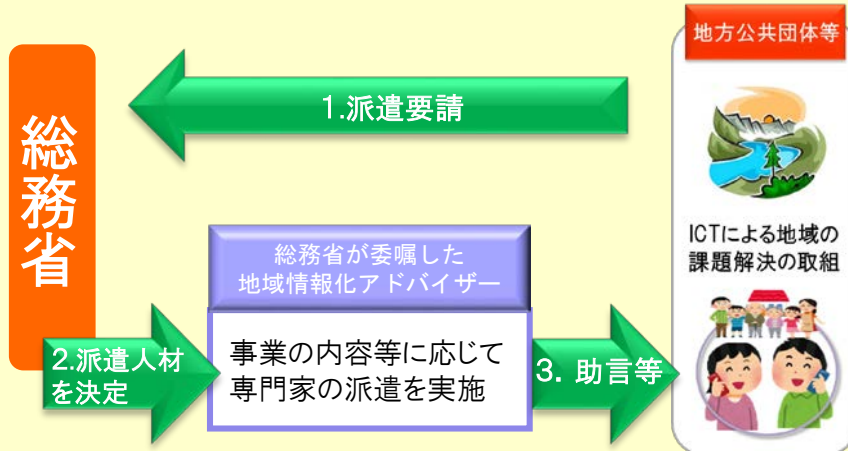 総務省
1.派遣要請
地方公共団体等
ICTによる地域の
課題解決の取組
2.派遣人材
を決定
総務省が委嘱した
地域情報化アドバイザー
事業の内容等に応じて
専門家の派遣を実施
3. 助言等